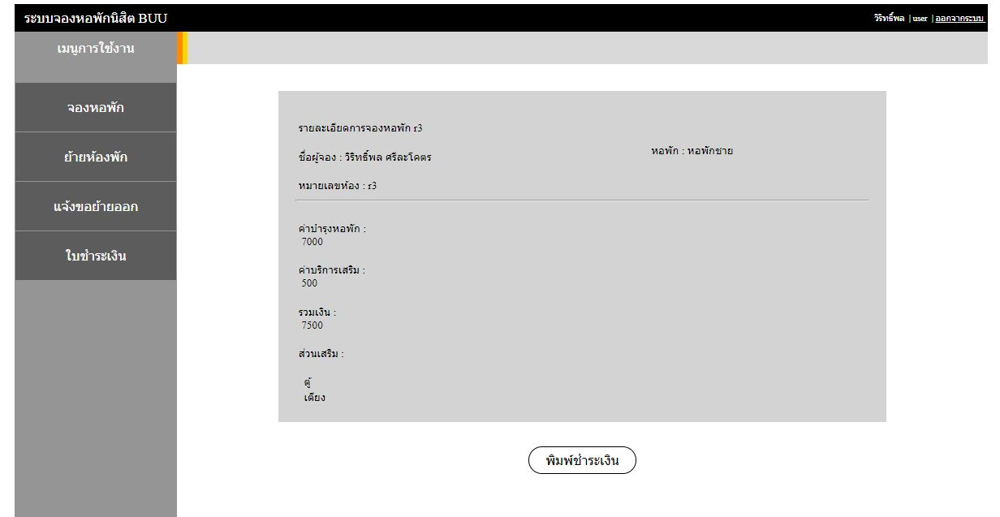 ระบบจองหอพักนิสิต BUU
วิริทธิ์พล |user |ออกจากระบบ
เมนูการใช้งาน
จองหอพัก
ย้ายห้องพัก
แจ้งขอย้ายออก
ใบชำระเงิน
รายละเอียดการจองหอพัก r3
ชื่อผู้จอง : วิริทธิ์พล ศรีละโคตร
หอพัก : หอพักชาย
หมายเลขห้อง : r3
ค่าบำรุงหอพัก :
7000
ค่าบริการเสริม :
500
รวมเงิน :
7500
ส่วนเสริม :
ตู้
เตียง
พิมพ์ชำระเงิน